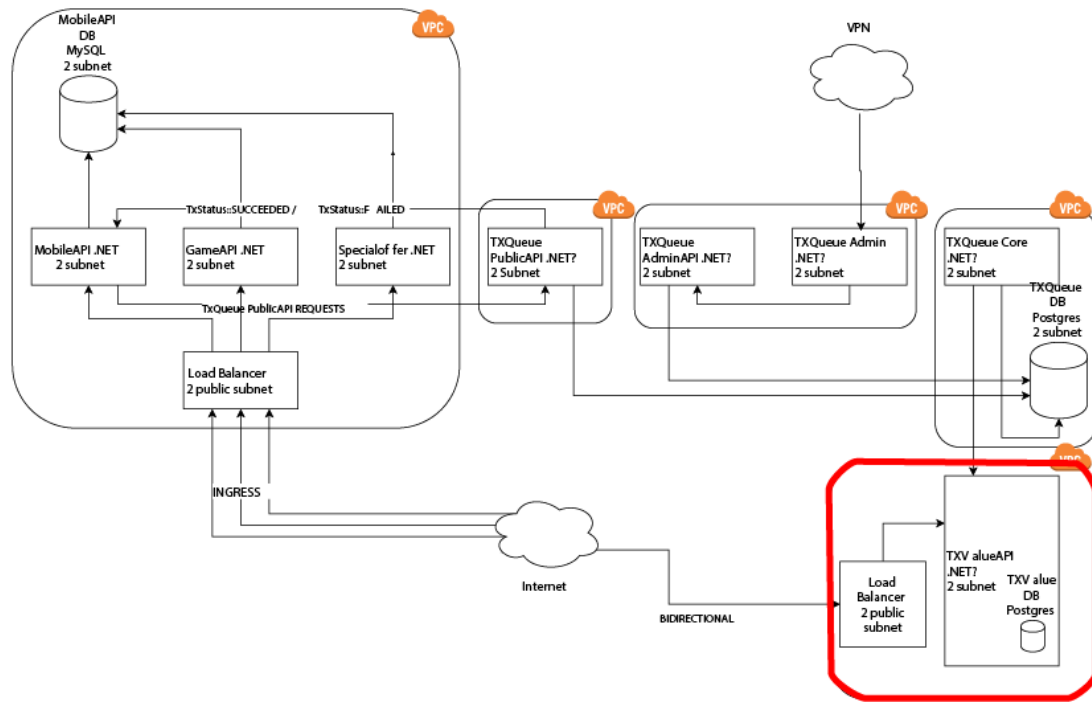 MobileAPI
DB
MySQL
2 subnet
VPC
VPN
TxStatus::SUCCEEDED /
TxStatus::F AILED
MobileAPI .NET
2 subnet
GameAPI .NET
2 subnet
Specialof fer .NET
2 subnet
TxQueue PublicAPI REQUESTS
Load Balancer
2 public subnet
VPC
TXQueue
PublicAPI .NET?
2 Subnet
VPC
TXQueue
AdminAPI .NET?
2 subnet
TXQueue Admin
.NET?
2 subnet
VPC
TXQueue Core
.NET?
2 subnet
TXQueue
DB
Postgres
2 subnet
INGRESS
Internet
BIDIRECTIONAL
VPC
Load
Balancer
2 public
subnet
TXV alueAPI
.NET?
2 subnet
TXV alue
DB
Postgres